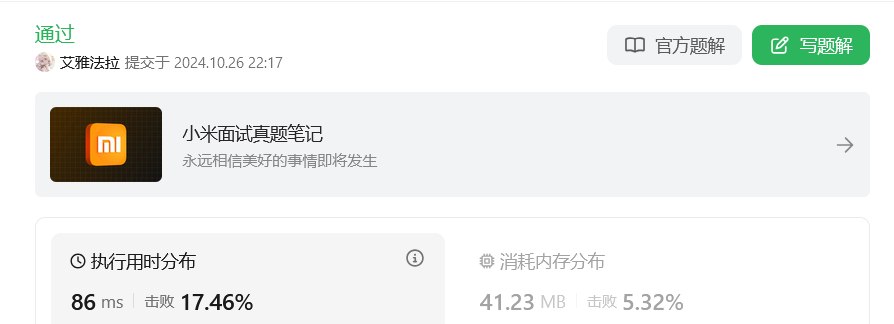 通过
艾雅法拉 提交于 2024.10.26 22:17
官方题解
写题解
小米面试真题笔记
永远相信美好的事情即将发生
执行用时分布
86 ms 击败 17.46%
消耗内存分布
41.23 MB 击败 5.32%